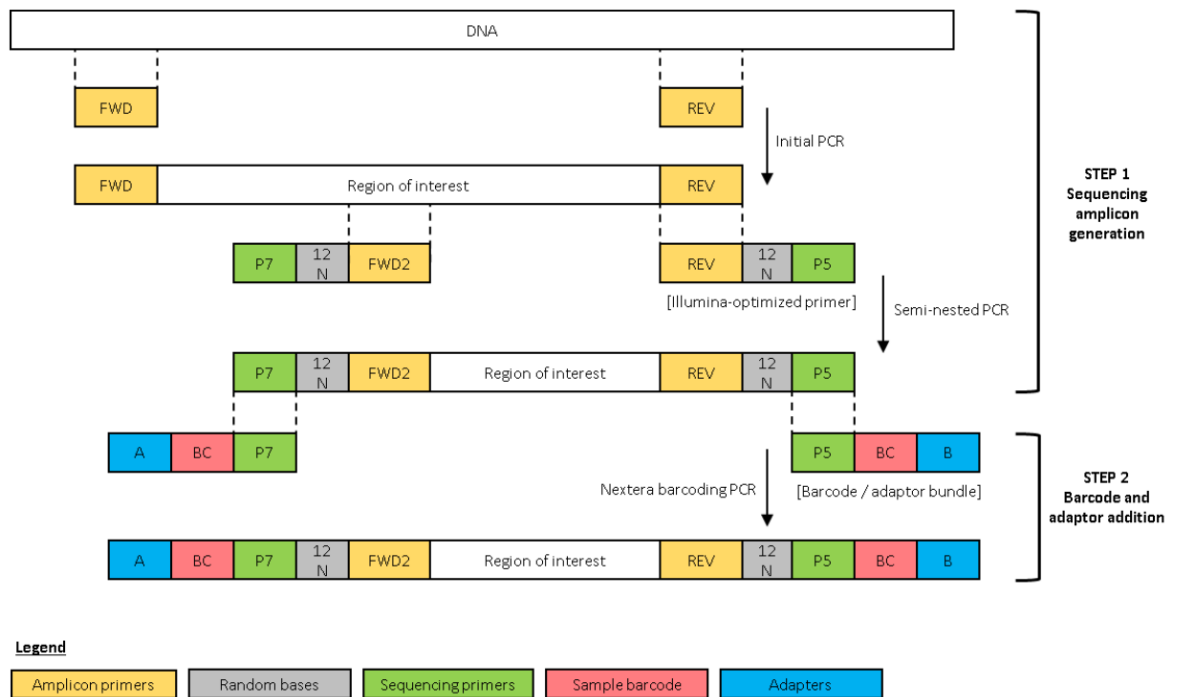 DNA
FWD
REV
Initial PCR
FWD
Region of interest
REV
STEP 1
Sequencing
amplicon
generation
P7
12
N
FWD2
REV
12
N
P5
[Illumina-optimized primer]
Semi-nested PCR
P7
12
N
FWD2
Region of interest
REV
12
N
P5
A
BC
P7
P5
BC
B
Nextera barcoding PCR
[Barcode / adaptor bundle]
STEP 2
Barcode and
adaptor addition
A
BC
P7
12
N
FWD2
Region of interest
REV
12
N
P5
BC
B
Legend
Amplicon primers
Random bases
Sequencing primers
Sample barcode
Adapters